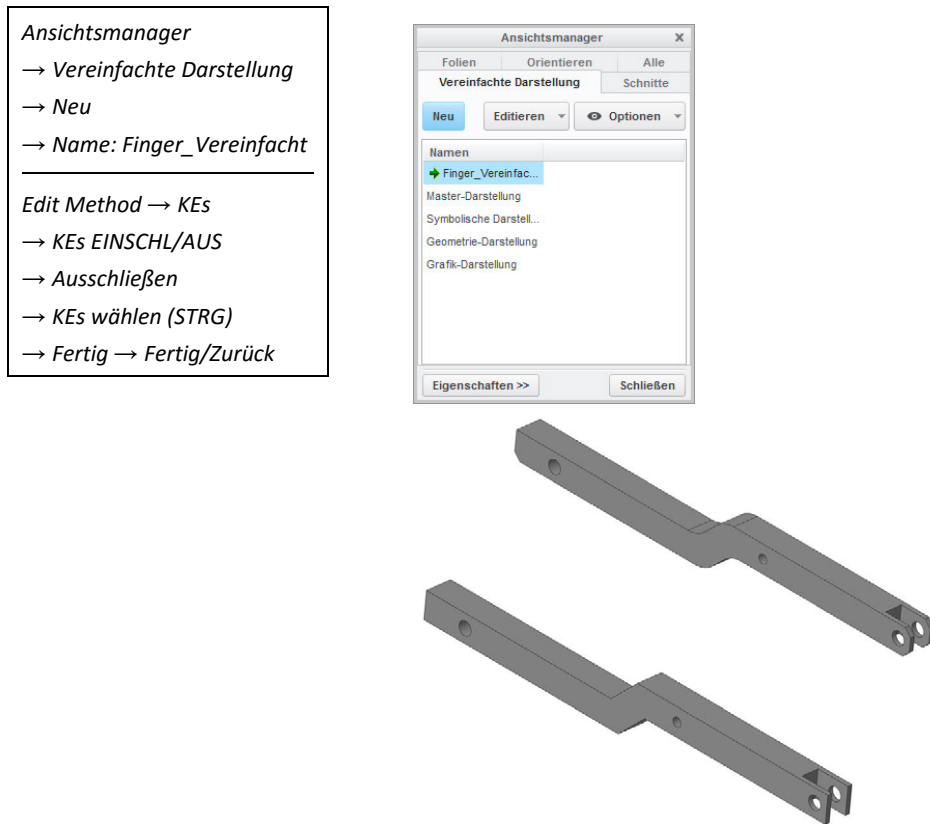 Ansichtsmanager
→ Vereinfachte Darstellung
→ Neu
→ Name: Finger_Vereinfacht
Edit Method → KEs
→ KEs EINSCHL/AUS
→ Ausschließen
→ KEs wählen (STRG)
→ Fertig → Fertig/Zurück
Ansichtsmanager X
Folien Orientieren Alle
Vereinfachte Darstellung Schnitte
Neu Editieren Optionen
Namen
Finger_Vereinfac...
Master-Darstellung
Symbolische Darstell...
Geometrie-Darstellung
Grafik-Darstellung
Eigenschaften >> Schließen